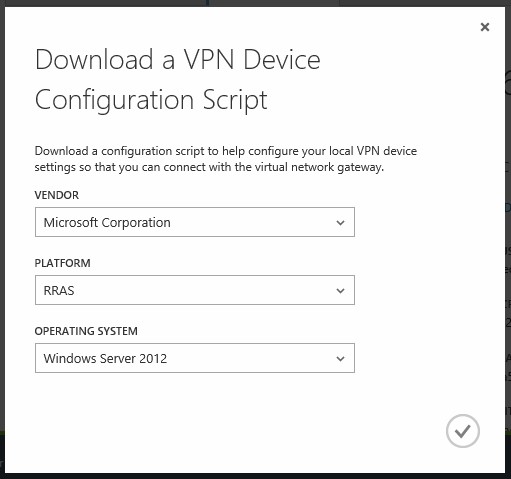 Download a VPN Device
Configuration Script
Download a configuration script to help configure your local VPN device
settings so that you can connect with the virtual network gateway.
VENDOR
Microsoft Corporation
PLATFORM
RRAS
OPERATING SYSTEM
Windows Server 2012